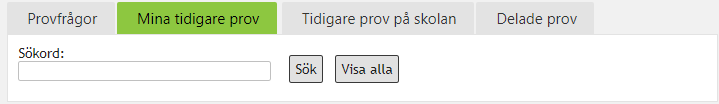 Provfrågor Mina tidigare prov Tidigare prov på skolan Delade prov
Sökord:
Sök Visa alla